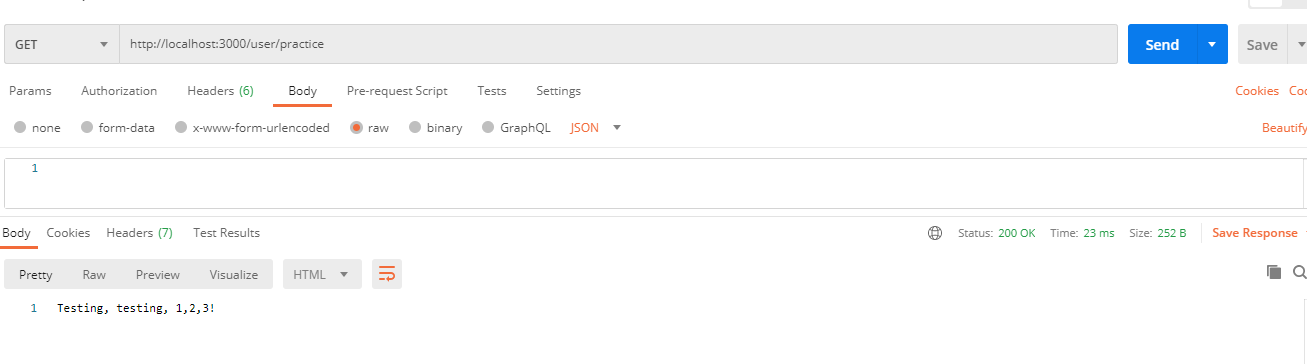 GET http://localhost:3000/user/practice Send Save
Params Authorization Headers (6) Body Pre-request Script Tests Settings Cookies
none form-data x-www-form-urlencoded raw binary GraphQL JSON Beautify
1
Body Cookies Headers (7) Test Results Status: 200 OK Time: 23 ms Size: 252 B Save Response
Pretty Raw Preview Visualize HTML
1 Testing, testing, 1,2,3!